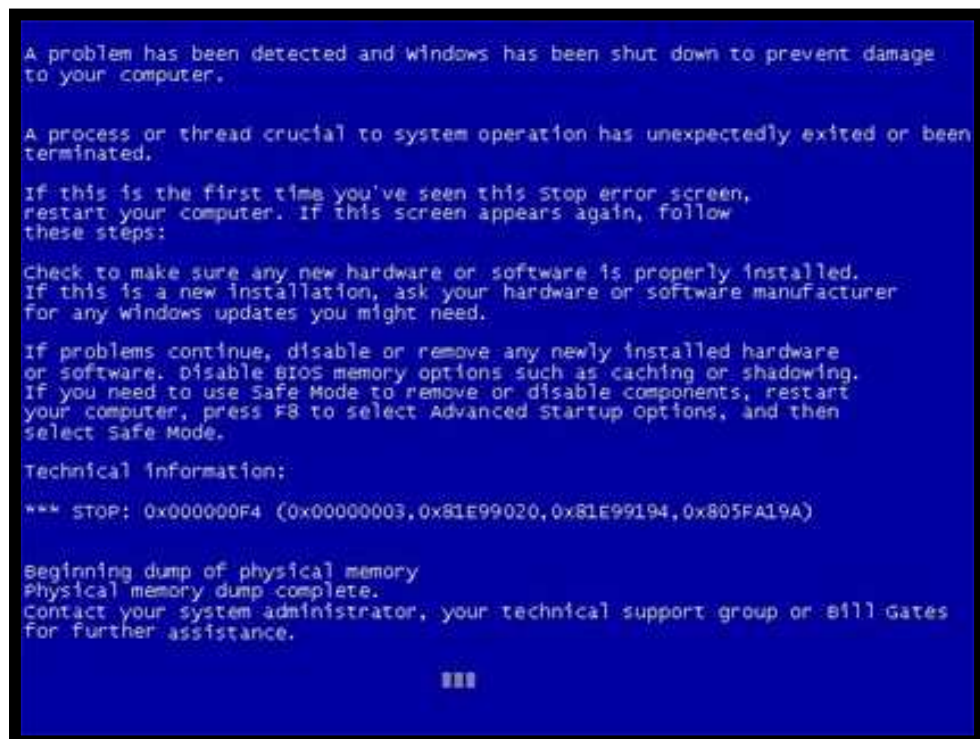 A problem has been detected and Windows has been shut down to prevent damage
to your computer.
A process or thread crucial to system operation has unexpectedly exited or been
terminated.
If this is the first time you've seen this Stop error screen,
restart your computer. If this screen appears again, follow
these steps:
Check to make sure any new hardware or software is properly installed.
If this is a new installation, ask your hardware or software manufacturer
for any Windows updates you might need.
If problems continue, disable or remove any newly installed hardware
or software. Disable BIOS memory options such as caching or shadowing.
If you need to use Safe Mode to remove or disable components, restart
your computer, press F8 to select Advanced Startup Options, and then
select Safe Mode.
Technical information:
*** STOP: 0x000000F4 (0x00000003,0x81E99020,0x81E99194,0x805FA19A)
Beginning dump of physical memory
Physical memory dump complete.
Contact your system administrator, your technical support group or Bill Gates
for further assistance.